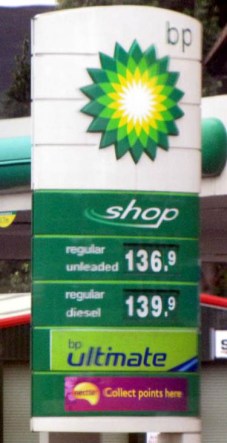 bp
shop
regular
unleaded 136.9
regular
diesel 139.9
bp
ultimate
Collect points here